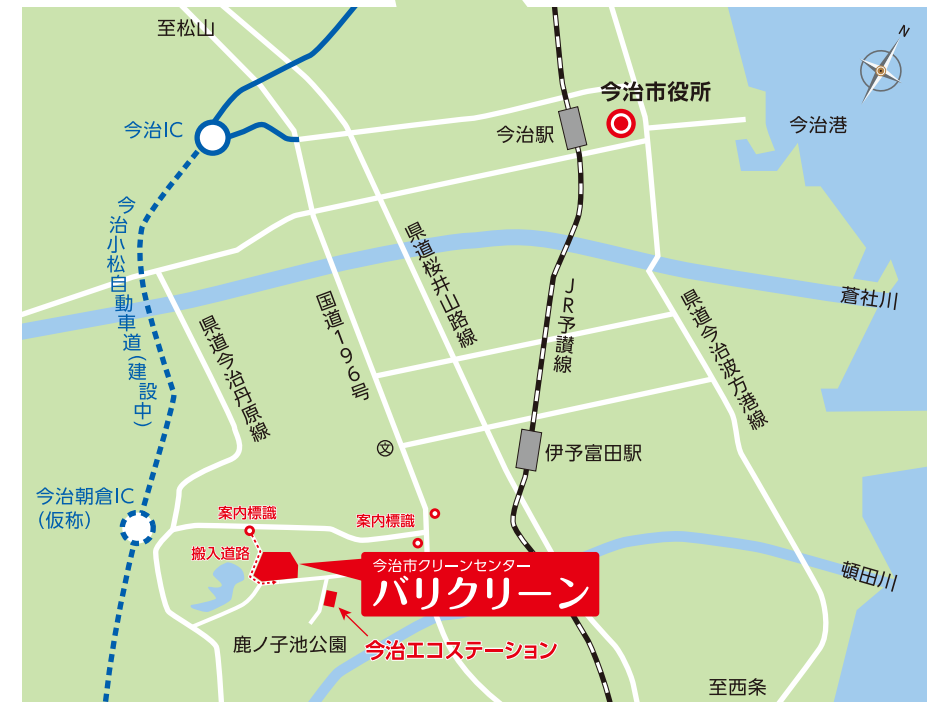 至松山
N
今治市役所
今治IC
今治駅
今治港
今治小松自動車道(建設中)
県道桜井山路線
JR予讃線
蒼社川
国道196号
県道今治丹原線
県道今治波方港線
文
伊予富田駅
今治朝倉IC
(仮称)
案内標識
案内標識
搬入道路
今治市クリーンセンター
バリクリーン
頓田川
鹿ノ子池公園
今治エコステーション
至西条